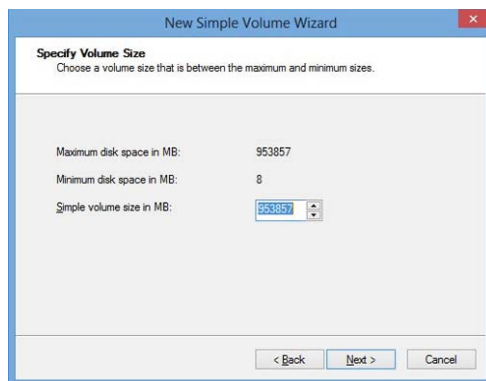 New Simple Volume Wizard
Specify Volume Size
Choose a volume size that is between the maximum and minimum sizes.
Maximum disk space in MB: 953857
Minimum disk space in MB: 8
Simple volume size in MB: 953857
< Back Next > Cancel